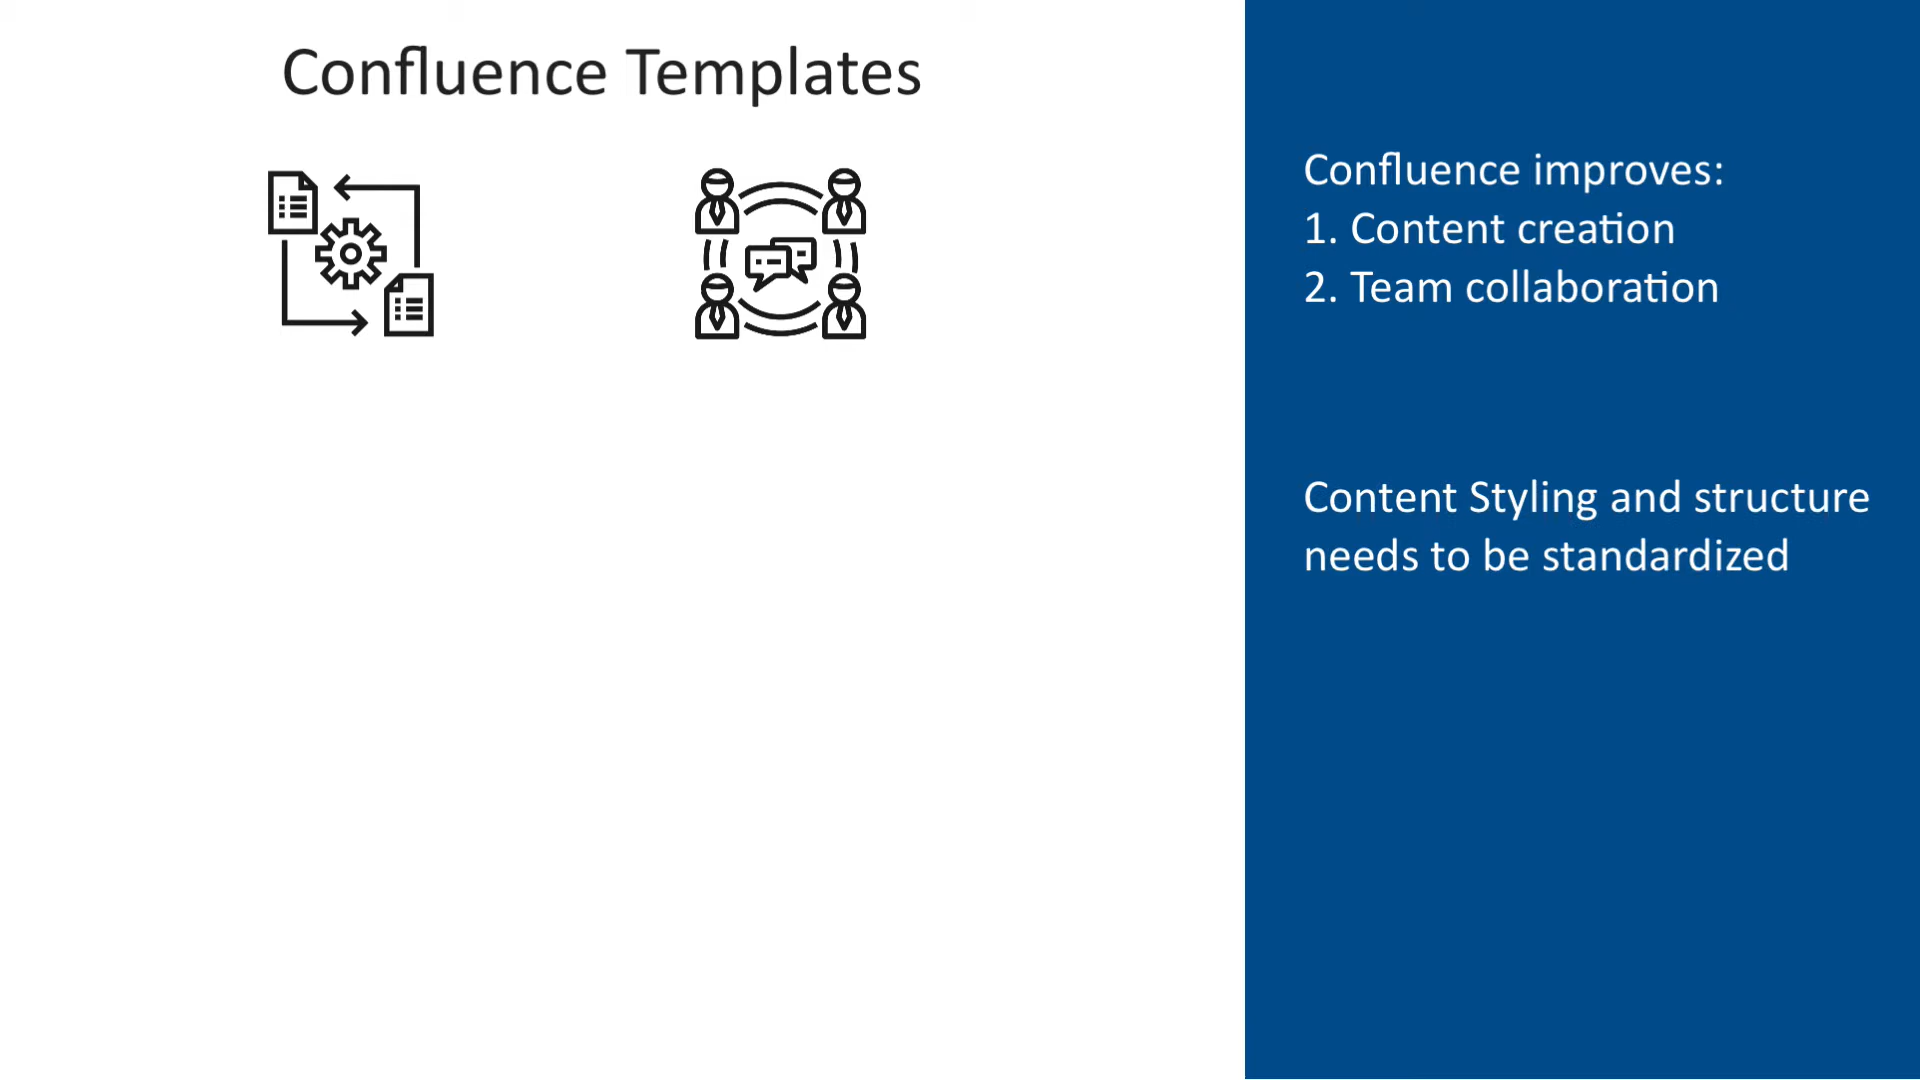 Confluence Templates
Confluence improves:
1. Content creation
2. Team collaboration
Content Styling and structure
needs to be standardized